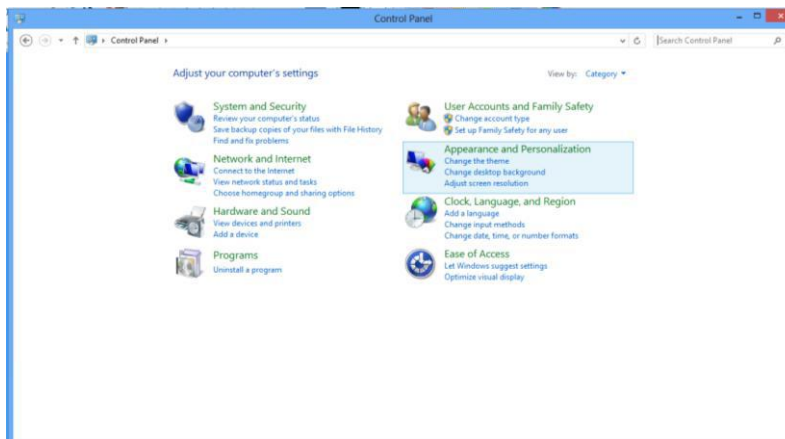 Control Panel
Control Panel
Search Control Panel
Adjust your computer's settings
View by: Category
System and Security
Review your computer's status
Save backup copies of your files with File History
Find and fix problems
Network and Internet
Connect to the Internet
View network status and tasks
Choose homegroup and sharing options
Hardware and Sound
View devices and printers
Add a device
Programs
Uninstall a program
User Accounts and Family Safety
Change account type
Set up Family Safety for any user
Appearance and Personalization
Change the theme
Change desktop background
Adjust screen resolution
Clock, Language, and Region
Add a language
Change input methods
Change date, time, or number formats
Ease of Access
Let Windows suggest settings
Optimize visual display